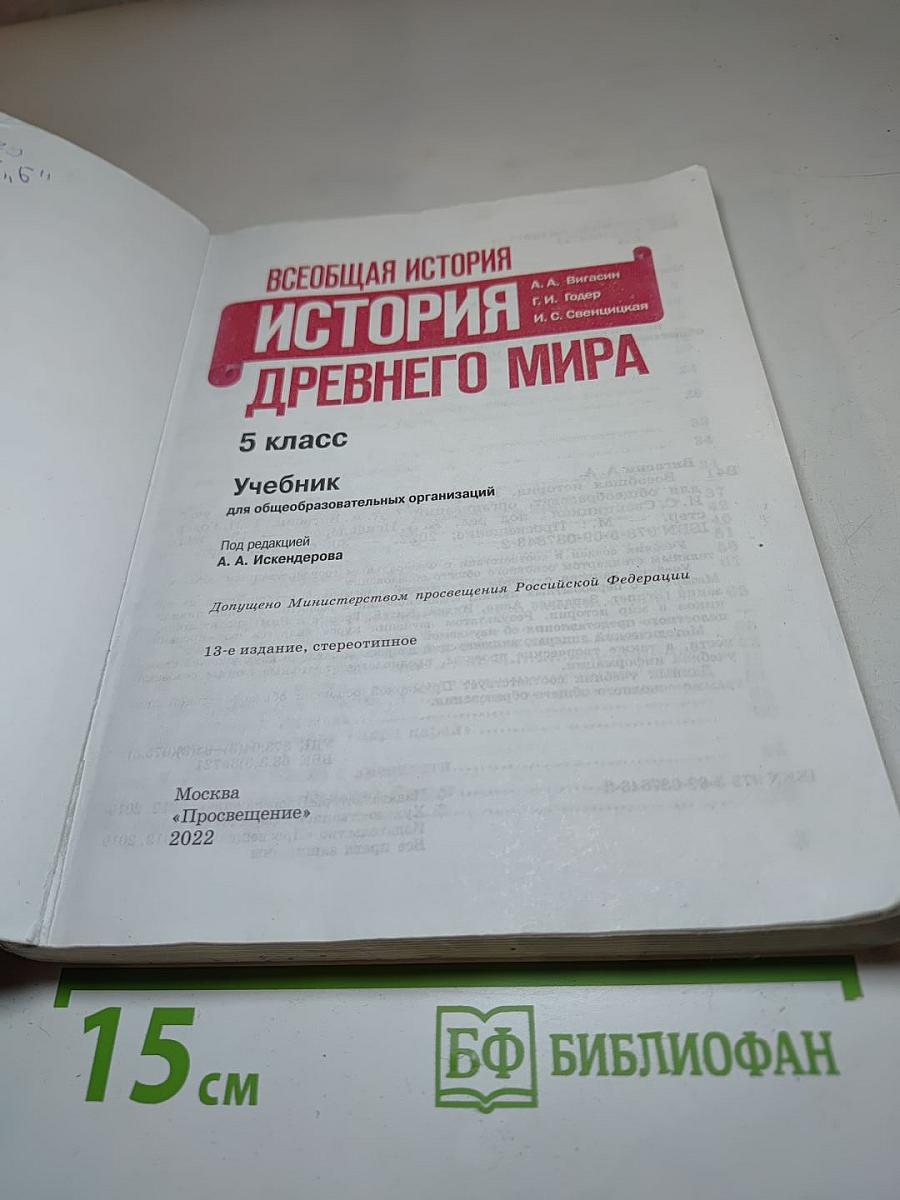 „6"
ВСЕОБЩАЯ ИСТОРИЯ
ИСТОРИЯ
ДРЕВНЕГО МИРА
А. А. Вигасин
Г. И. Годер
И. С. Свенцицкая
5 класс
Учебник
для общеобразовательных организаций
Под редакцией
А. А. Искендерова
Допущено Министерством просвещения Российской Федерации
13-е издание, стереотипное
Москва
«Просвещение»
2022
15 см
БФ БИБЛИОФАН